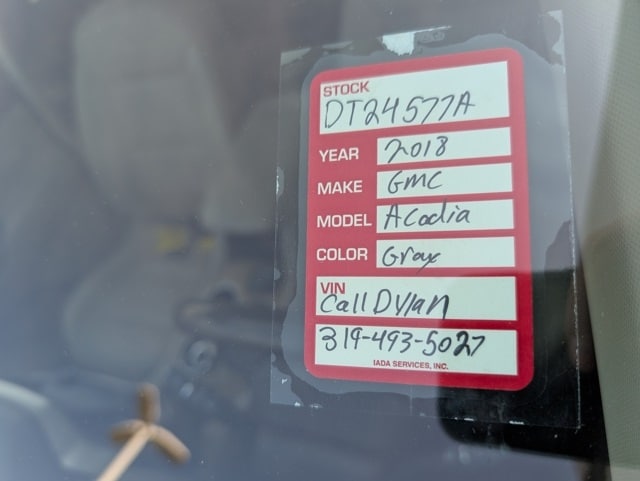 STOCK
DT24577A
YEAR 2018
MAKE GMC
MODEL Acadia
COLOR Gray
VIN
Call Dylan
319-493-5027
IADA SERVICES, INC.